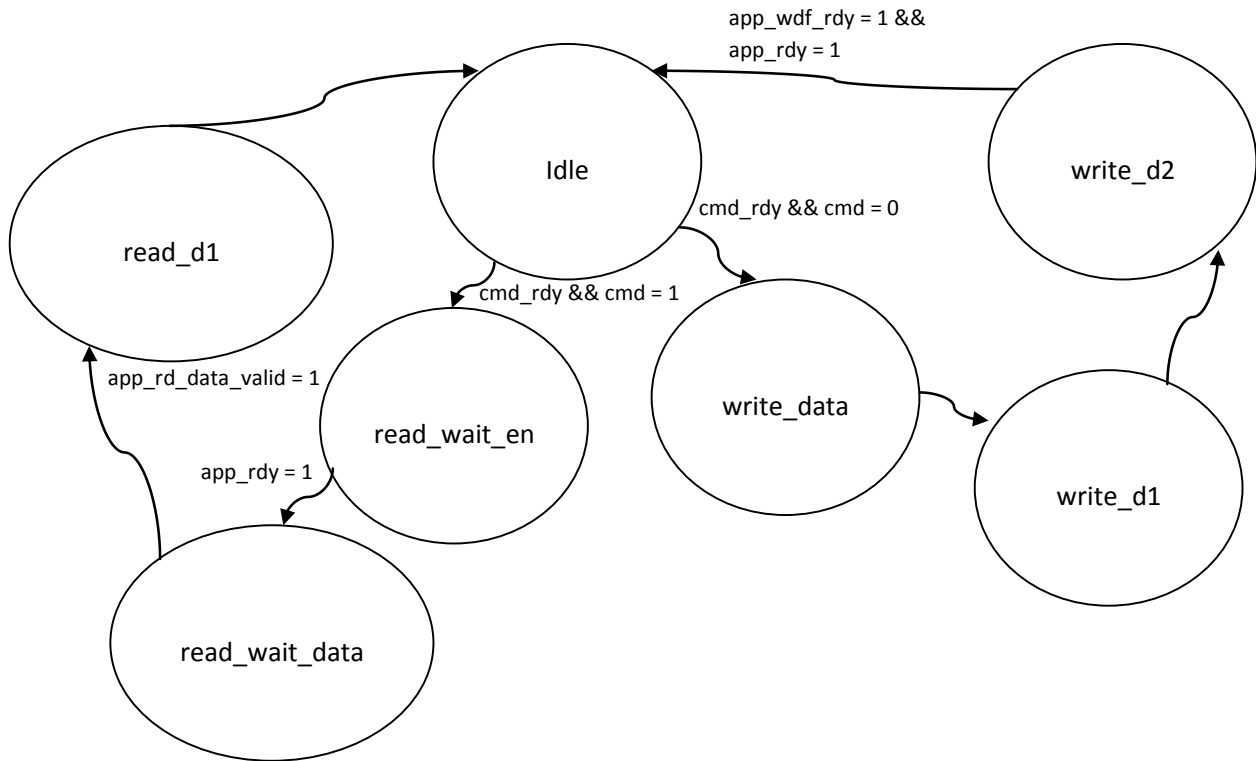 app_wdf_rdy = 1 &&
app_rdy = 1
Idle
write_d2
cmd_rdy && cmd = 0
read_d1
cmd_rdy && cmd = 1
app_rd_data_valid = 1
write_data
read_wait_en
app_rdy = 1
write_d1
read_wait_data